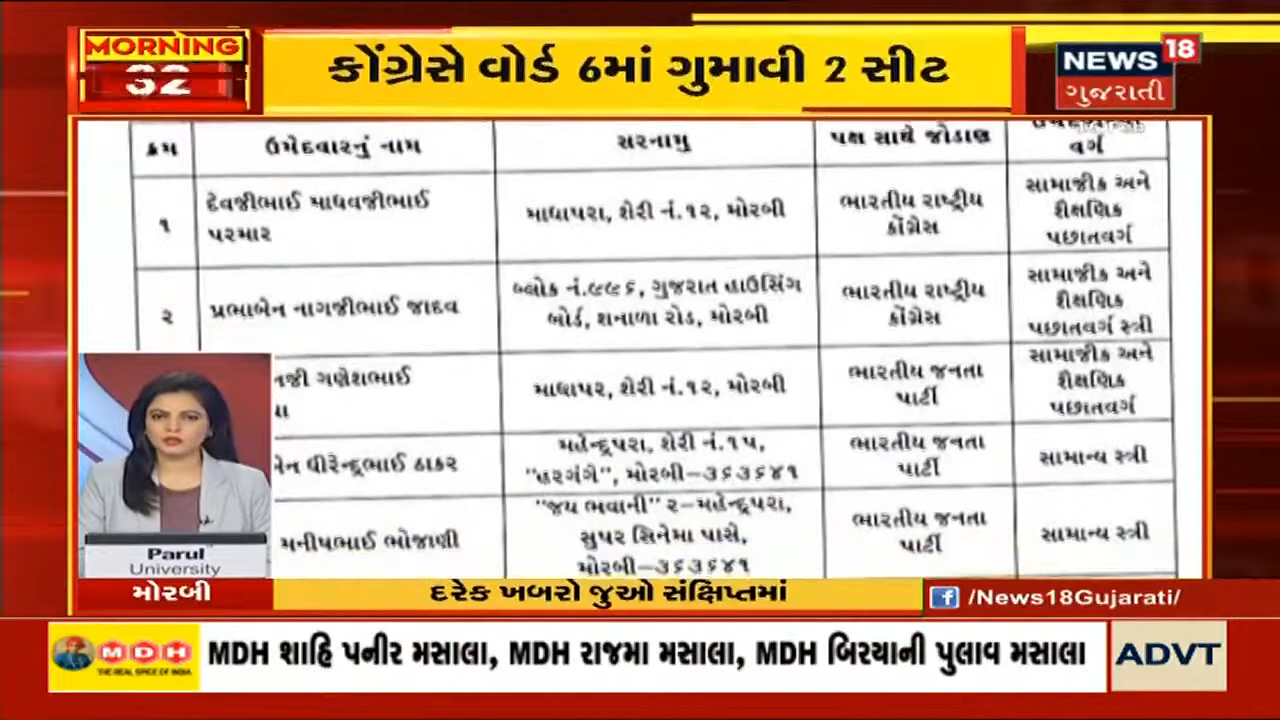 MORNING
32
કોંગ્રેસે વોર્ડ 6માં ગુમાવી 2 સીટ
NEWS 18
ગુજરાતી
ક્રમ
ઉમેદવારનું નામ
સરનામુ
પક્ષ સાથે જોડાણ
વર્ગ
૧
દેવજીભાઈ માધવજીભાઈ
પરમાર
માધાપરા, શેરી નં.૧૨, મોરબી
ભારતીય રાષ્ટ્રીય
કોંગ્રેસ
સામાજીક અને
શૈક્ષણિક
પછાતવર્ગ
૨
પ્રભાબેન નાગજીભાઈ જાદવ
બ્લોક નં.૯૯૬, ગુજરાત હાઉસિંગ
બોર્ડ, શનાળા રોડ, મોરબી
ભારતીય રાષ્ટ્રીય
કોંગ્રેસ
સામાજીક અને
શૈક્ષણિક
પછાતવર્ગ સ્ત્રી
નજી ગણેશભાઈ
માધાપર, શેરી નં.૧૨, મોરબી
ભારતીય જનતા
પાર્ટી
સામાજીક અને
શૈક્ષણિક
પછાતવર્ગ
ધીરેન્દ્રભાઈ ઠાકર
મહેન્દ્રપરા, શેરી નં.૧૫,
"હરગંગે", મોરબી-૩૬૩૬૪૧
ભારતીય જનતા
પાર્ટી
સામાન્ય સ્ત્રી
મનીષભાઈ ભોજાણી
"જય ભવાની" ૨-મહેન્દ્રપરા,
સુપર સિનેમા પાસે,
મોરબી-૩૬૩૬૪૧
ભારતીય જનતા
પાર્ટી
સામાન્ય સ્ત્રી
Parul
University
મોરબી
દરેક ખબરો જુઓ સંક્ષિપ્તમાં
/News18Gujarati/
MDH
THE REAL SPICE OF INDIA
MDH શાહિ પનીર મસાલા, MDH રાજમા મસાલા, MDH બિરયાની પુલાવ મસાલા
ADVT